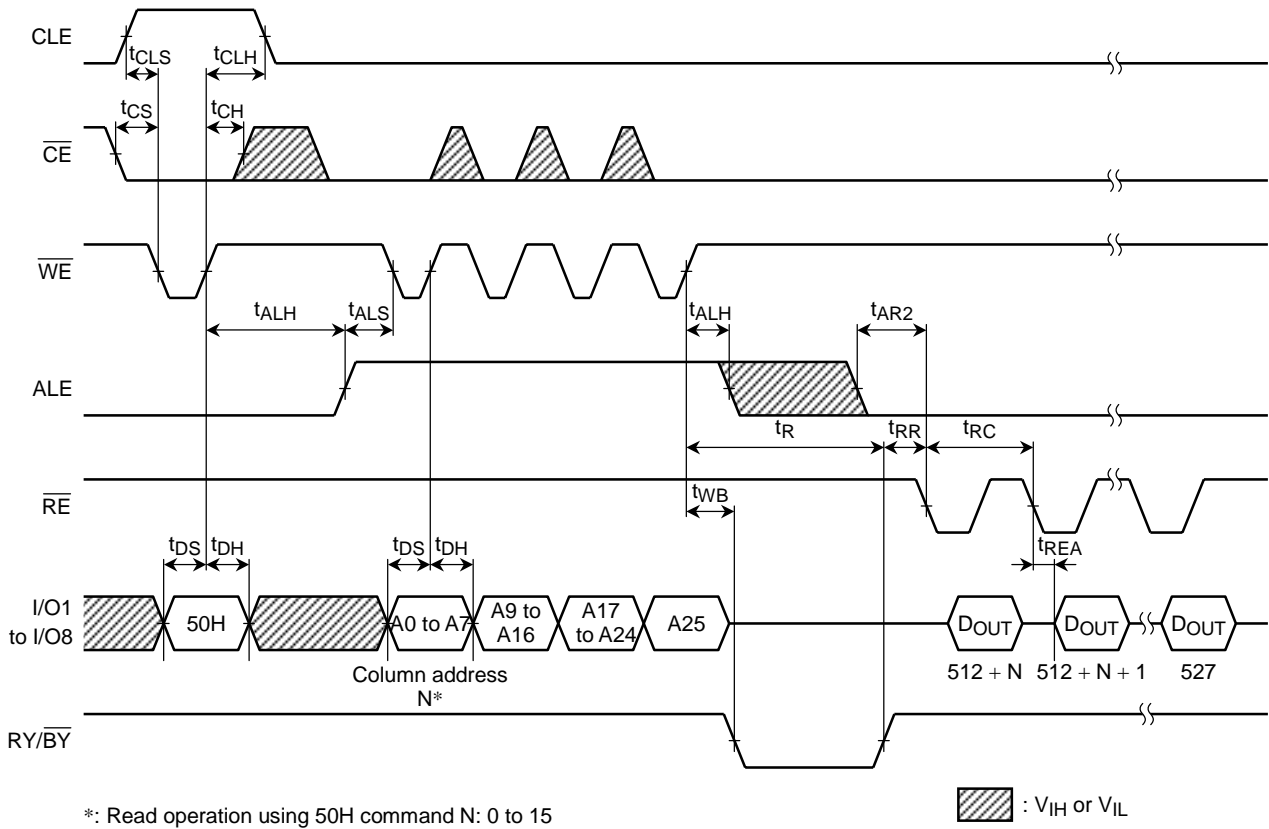 CLE
tCLS
tCLH
tCS
tCH
CE
WE
tALH
tALS
tALH
tAR2
ALE
tR
tRR
tRC
RE
tWB
tDS
tDH
tDS
tDH
tREA
I/O1
to I/O8
50H
A0 to A7
A9 to
A16
A17
to A24
A25
DOUT
DOUT
DOUT
Column address
N*
512 + N
512 + N + 1
527
RY/BY
*: Read operation using 50H command N: 0 to 15
: VIH or VIL